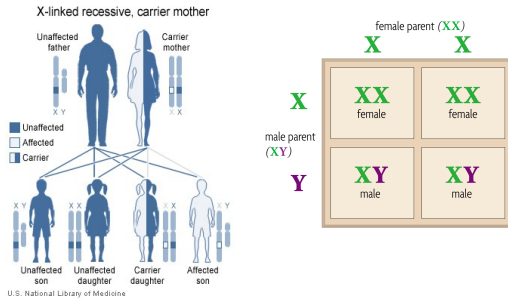 X-linked recessive, carrier mother
Unaffected
father
Carrier
mother
X Y
X X
Unaffected
Affected
Carrier
X Y
X X
X X
X Y
Unaffected
son
Unaffected
daughter
Carrier
daughter
Affected
son
U.S. National Library of Medicine
female parent (XX)
X X
X
male parent
(XY)
Y
XX
female
XX
female
XY
male
XY
male